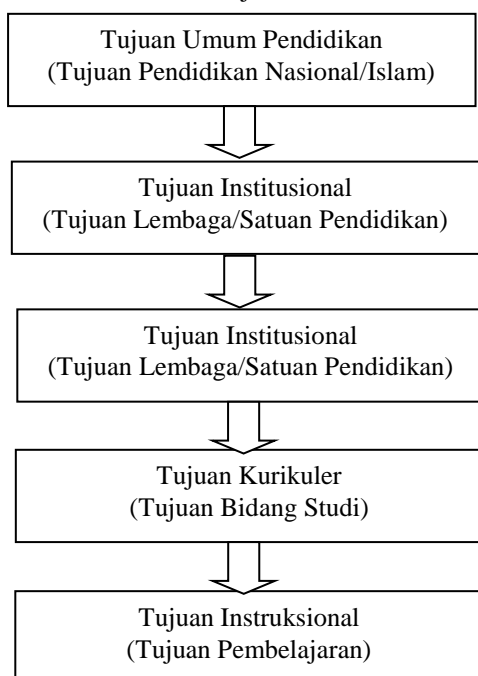 Tujuan Umum Pendidikan
(Tujuan Pendidikan Nasional/Islam)
Tujuan Institusional
(Tujuan Lembaga/Satuan Pendidikan)
Tujuan Institusional
(Tujuan Lembaga/Satuan Pendidikan)
Tujuan Kurikuler
(Tujuan Bidang Studi)
Tujuan Instruksional
(Tujuan Pembelajaran)